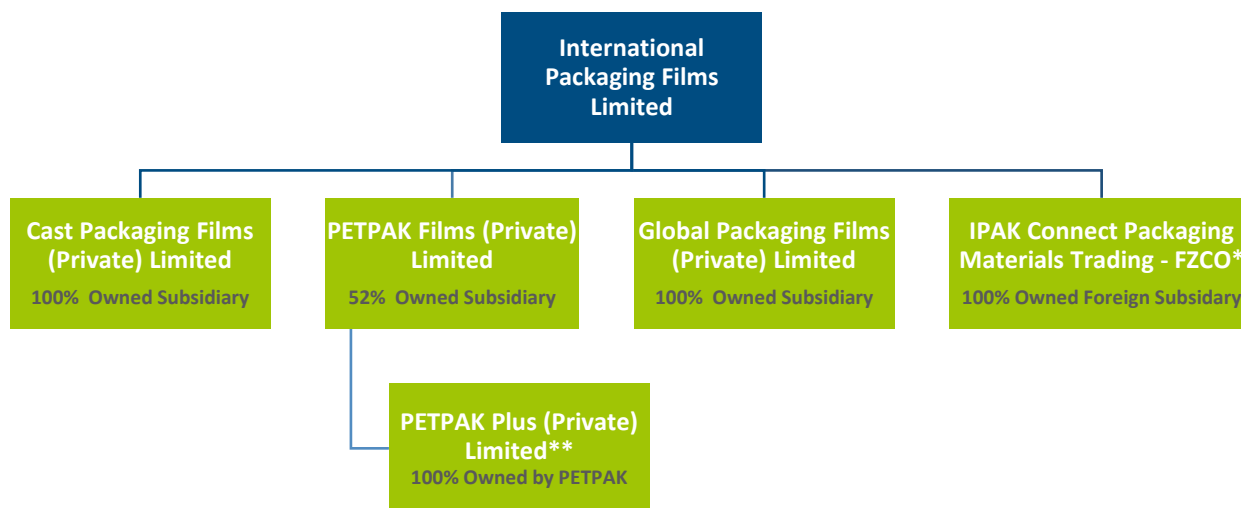 International
Packaging Films
Limited
Cast Packaging Films
(Private) Limited
100% Owned Subsidiary
PETPAK Films (Private)
Limited
52% Owned Subsidiary
Global Packaging Films
(Private) Limited
100% Owned Subsidiary
IPAK Connect Packaging
Materials Trading - FZCO*
100% Owned Foreign Subsidary
PETPAK Plus (Private)
Limited**
100% Owned by PETPAK